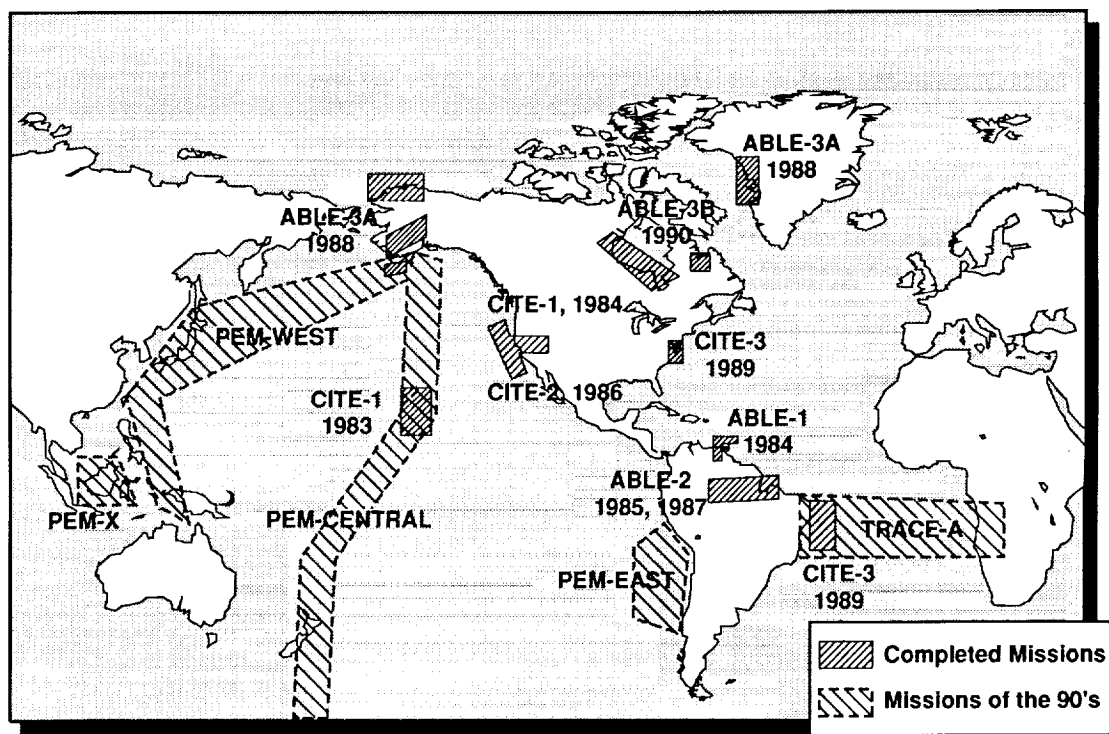 ABLE-3A
1988
ABLE-3A
1988
ABLE-3B
1990
CITE-1, 1984
PEM-WEST
CITE-3
1989
CITE-1
1983
CITE-2, 1986
ABLE-1
1984
ABLE-2
1985, 1987
PEM-X
PEM-CENTRAL
TRACE-A
PEM-EAST
CITE-3
1989
Completed Missions
Missions of the 90's